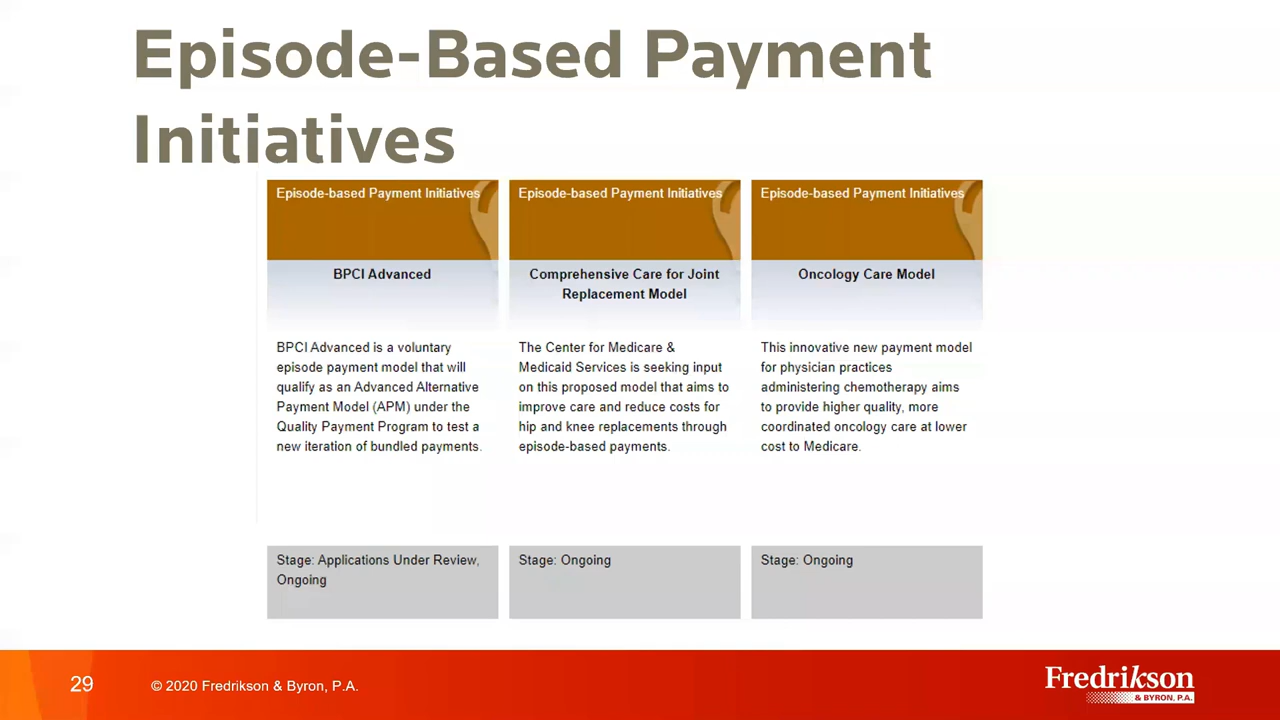 Episode-Based Payment
Initiatives
Episode-based Payment Initiatives
BPCI Advanced
BPCI Advanced is a voluntary
episode payment model that will
qualify as an Advanced Alternative
Payment Model (APM) under the
Quality Payment Program to test a
new iteration of bundled payments.
Stage: Applications Under Review,
Ongoing
Episode-based Payment Initiatives
Comprehensive Care for Joint
Replacement Model
The Center for Medicare &
Medicaid Services is seeking input
on this proposed model that aims to
improve care and reduce costs for
hip and knee replacements through
episode-based payments.
Stage: Ongoing
Episode-based Payment Initiatives
Oncology Care Model
This innovative new payment model
for physician practices
administering chemotherapy aims
to provide higher quality, more
coordinated oncology care at lower
cost to Medicare.
Stage: Ongoing
29
© 2020 Fredrikson & Byron, P.A.
Fredrikson
& BYRON, P.A.